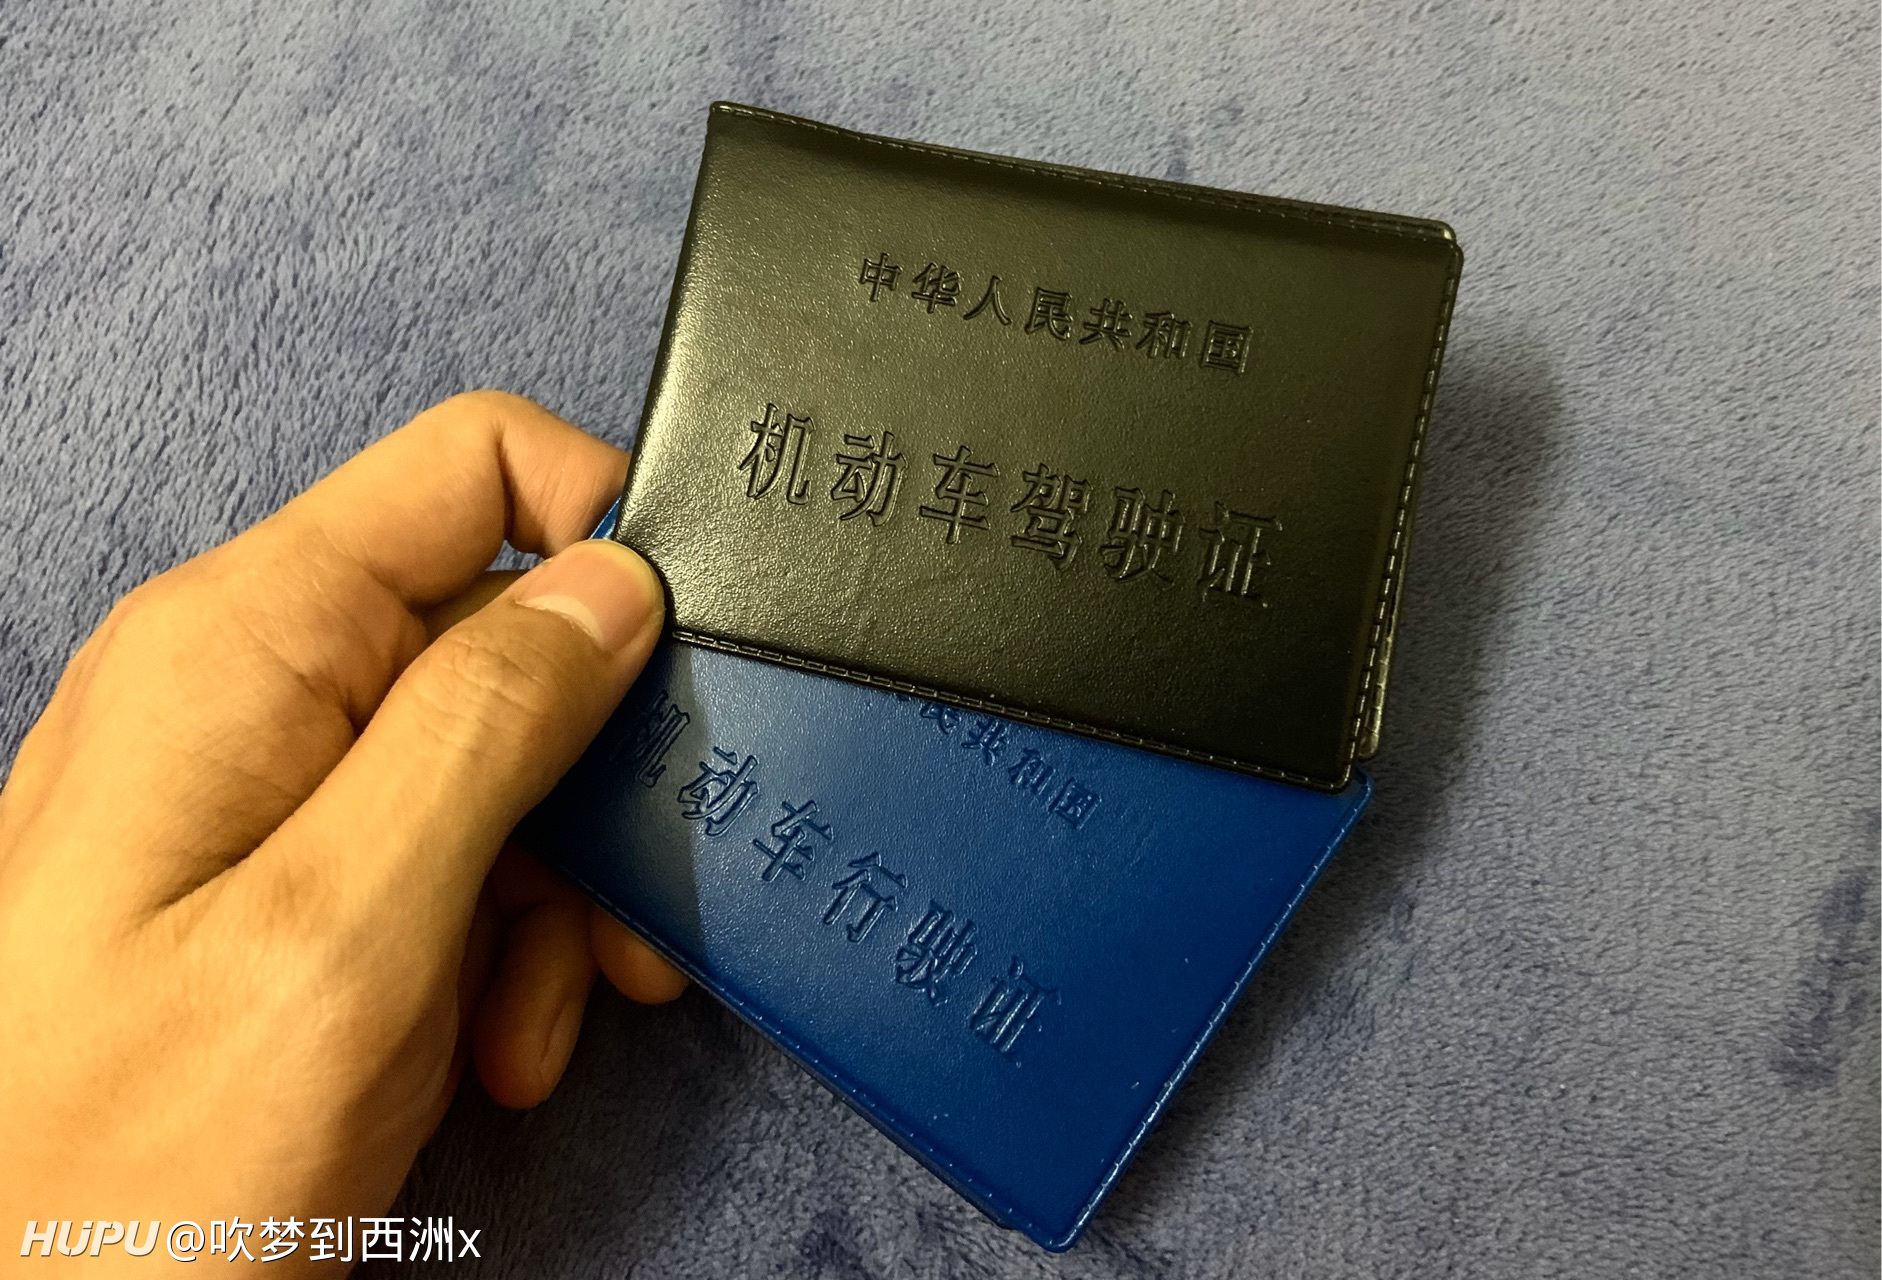 中华人民共和国
机动车驾驶证
民共和国
机动车行驶证
HUPU @吹梦到西洲x